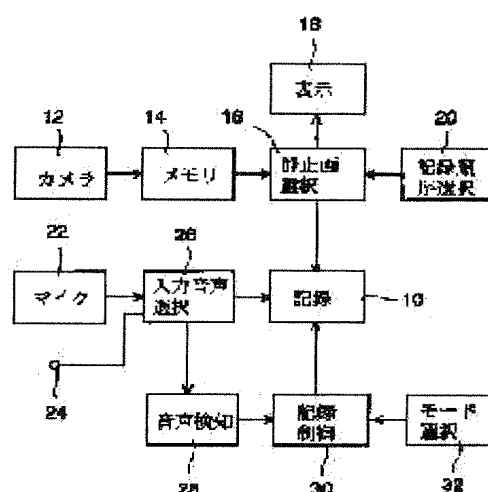 18
表示
12
14
16
20
カメラ
メモリ
静止画
選択
記録順
序選択
22
26
マイク
入力音声
選択
記録
10
24
音声検知
記録
制御
モード
選択
28
30
32